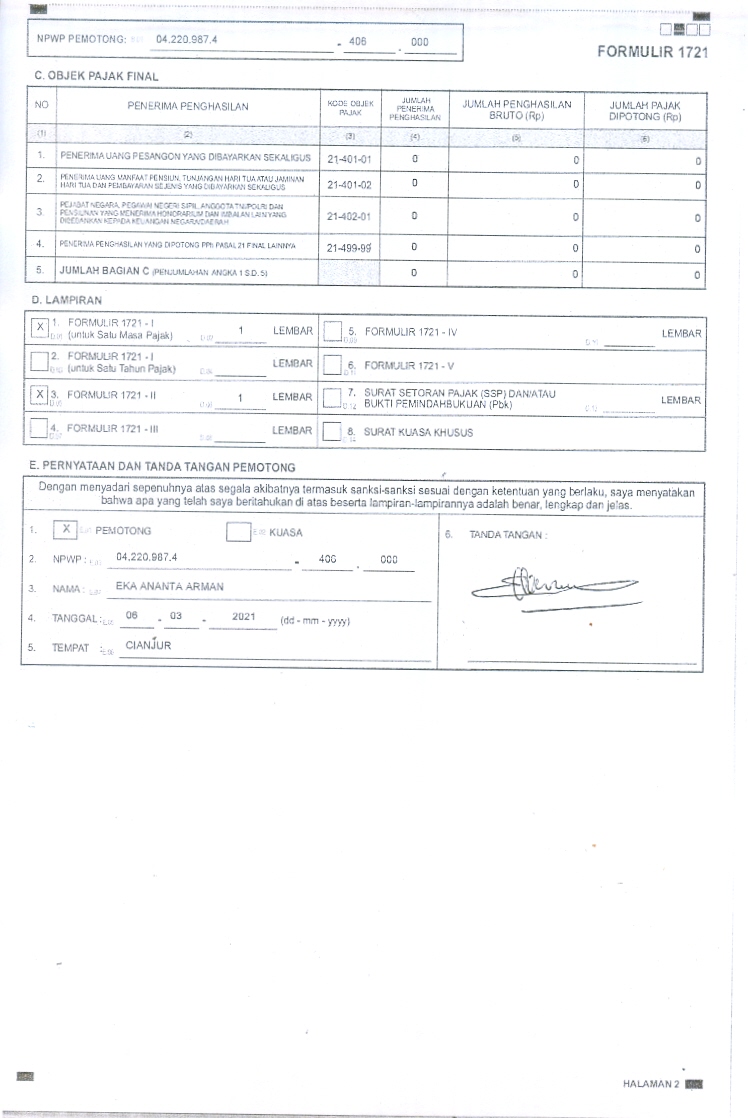 NPWP PEMOTONG: 04.220.987.4 - 406 . 000
FORMULIR 1721
C. OBJEK PAJAK FINAL
NO PENERIMA PENGHASILAN KODE OBJEK PAJAK JUMLAH PENERIMA PENGHASILAN JUMLAH PENGHASILAN BRUTO (Rp) JUMLAH PAJAK DIPOTONG (Rp)
(1) (2) (3) (4) (5) (6)
1. PENERIMA UANG PESANGON YANG DIBAYARKAN SEKALIGUS 21-401-01 0 0 0
2. PENERIMA UANG MANFAAT PENSIUN, TUNJANGAN HARI TUA ATAU JAMINAN
HARI TUA DAN PEMBAYARAN SEJENIS YANG DIBAYARKAN SEKALIGUS 21-401-02 0 0 0
3. PEJABAT NEGARA, PEGAWAI NEGERI SIPIL, ANGGOTA TNI/POLRI DAN
PENSIUNAN YANG MENERIMA HONORARIUM DAN IMBALAN LAIN YANG
DIBEBANKAN KEPADA KEUANGAN NEGARA/DAERAH 21-402-01 0 0 0
4. PENERIMA PENGHASILAN YANG DIPOTONG PPh PASAL 21 FINAL LAINNYA 21-499-99 0 0 0
5. JUMLAH BAGIAN C (PENJUMLAHAN ANGKA 1 S.D. 5) 0 0 0
D. LAMPIRAN
X 1. FORMULIR 1721 - I
(untuk Satu Masa Pajak) 1 LEMBAR
2. FORMULIR 1721 - I
(untuk Satu Tahun Pajak) LEMBAR
X 3. FORMULIR 1721 - II 1 LEMBAR
4. FORMULIR 1721 - III LEMBAR
5. FORMULIR 1721 - IV LEMBAR
6. FORMULIR 1721 - V
7. SURAT SETORAN PAJAK (SSP) DAN/ATAU
BUKTI PEMINDAHBUKUAN (Pbk) LEMBAR
8. SURAT KUASA KHUSUS
E. PERNYATAAN DAN TANDA TANGAN PEMOTONG
Dengan menyadari sepenuhnya atas segala akibatnya termasuk sanksi-sanksi sesuai dengan ketentuan yang berlaku, saya menyatakan
bahwa apa yang telah saya beritahukan di atas beserta lampiran-lampirannya adalah benar, lengkap dan jelas.
1. X PEMOTONG KUASA
2. NPWP : 04.220.987.4 - 406 . 000
3. NAMA : EKA ANANTA ARMAN
4. TANGGAL : 06 - 03 - 2021 (dd - mm - yyyy)
5. TEMPAT : CIANJUR
6. TANDA TANGAN :
HALAMAN 2